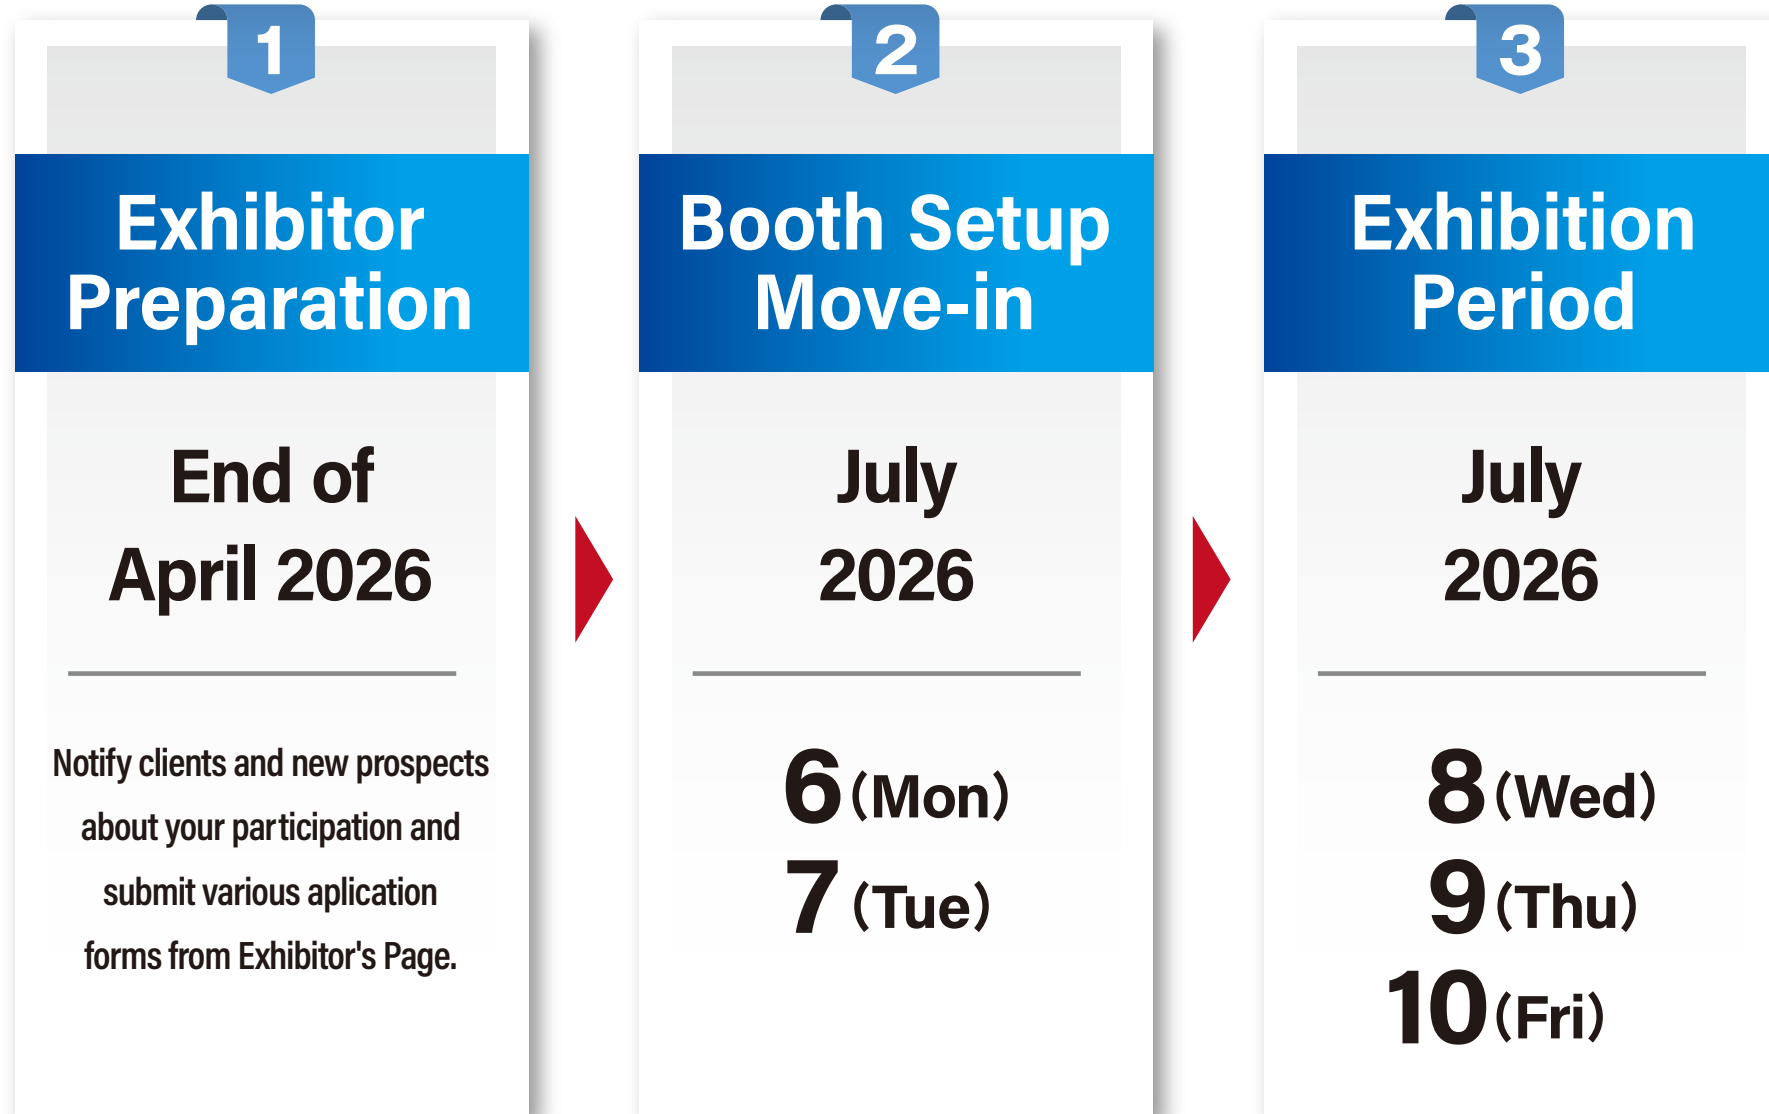 1
Exhibitor
Preparation
End of
April 2026
Notify clients and new prospects
about your participation and
submit various aplication
forms from Exhibitor's Page.
2
Booth Setup
Move-in
July
2026
6 (Mon)
7 (Tue)
3
Exhibition
Period
July
2026
8 (Wed)
9 (Thu)
10 (Fri)